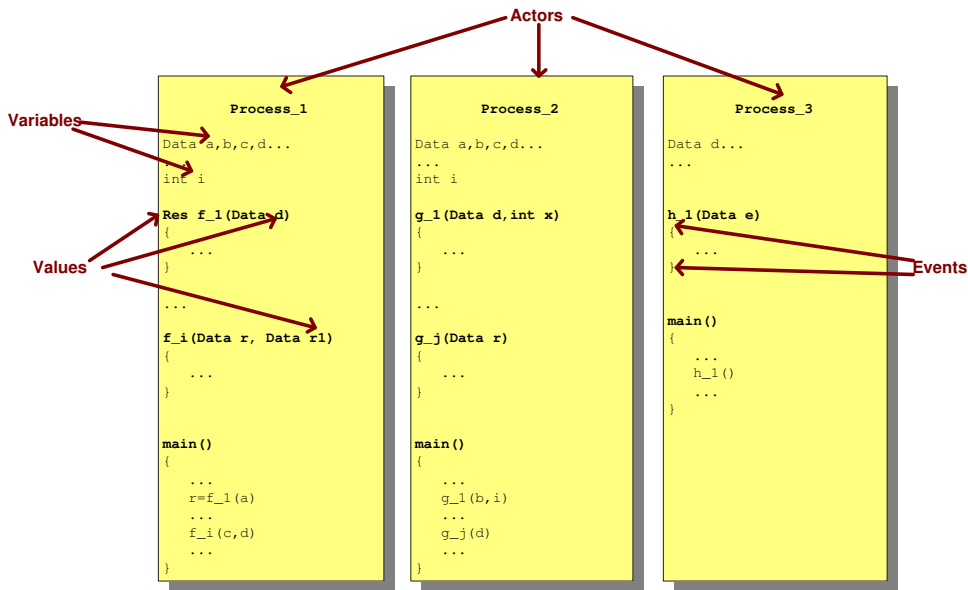 Actors
Variables
Values
Events
Process_1
Data a,b,c,d...
...
int i
Res f_1(Data d)
{
...
}
...
f_i(Data r, Data r1)
{
...
}
main()
{
...
r=f_1(a)
...
f_i(c,d)
...
}
Process_2
Data a,b,c,d...
...
int i
g_1(Data d,int x)
{
...
}
...
g_j(Data r)
{
...
}
main()
{
...
g_1(b,i)
...
g_j(d)
...
}
Process_3
Data d...
...
h_1(Data e)
{
...
}
main()
{
...
h_1()
...
}